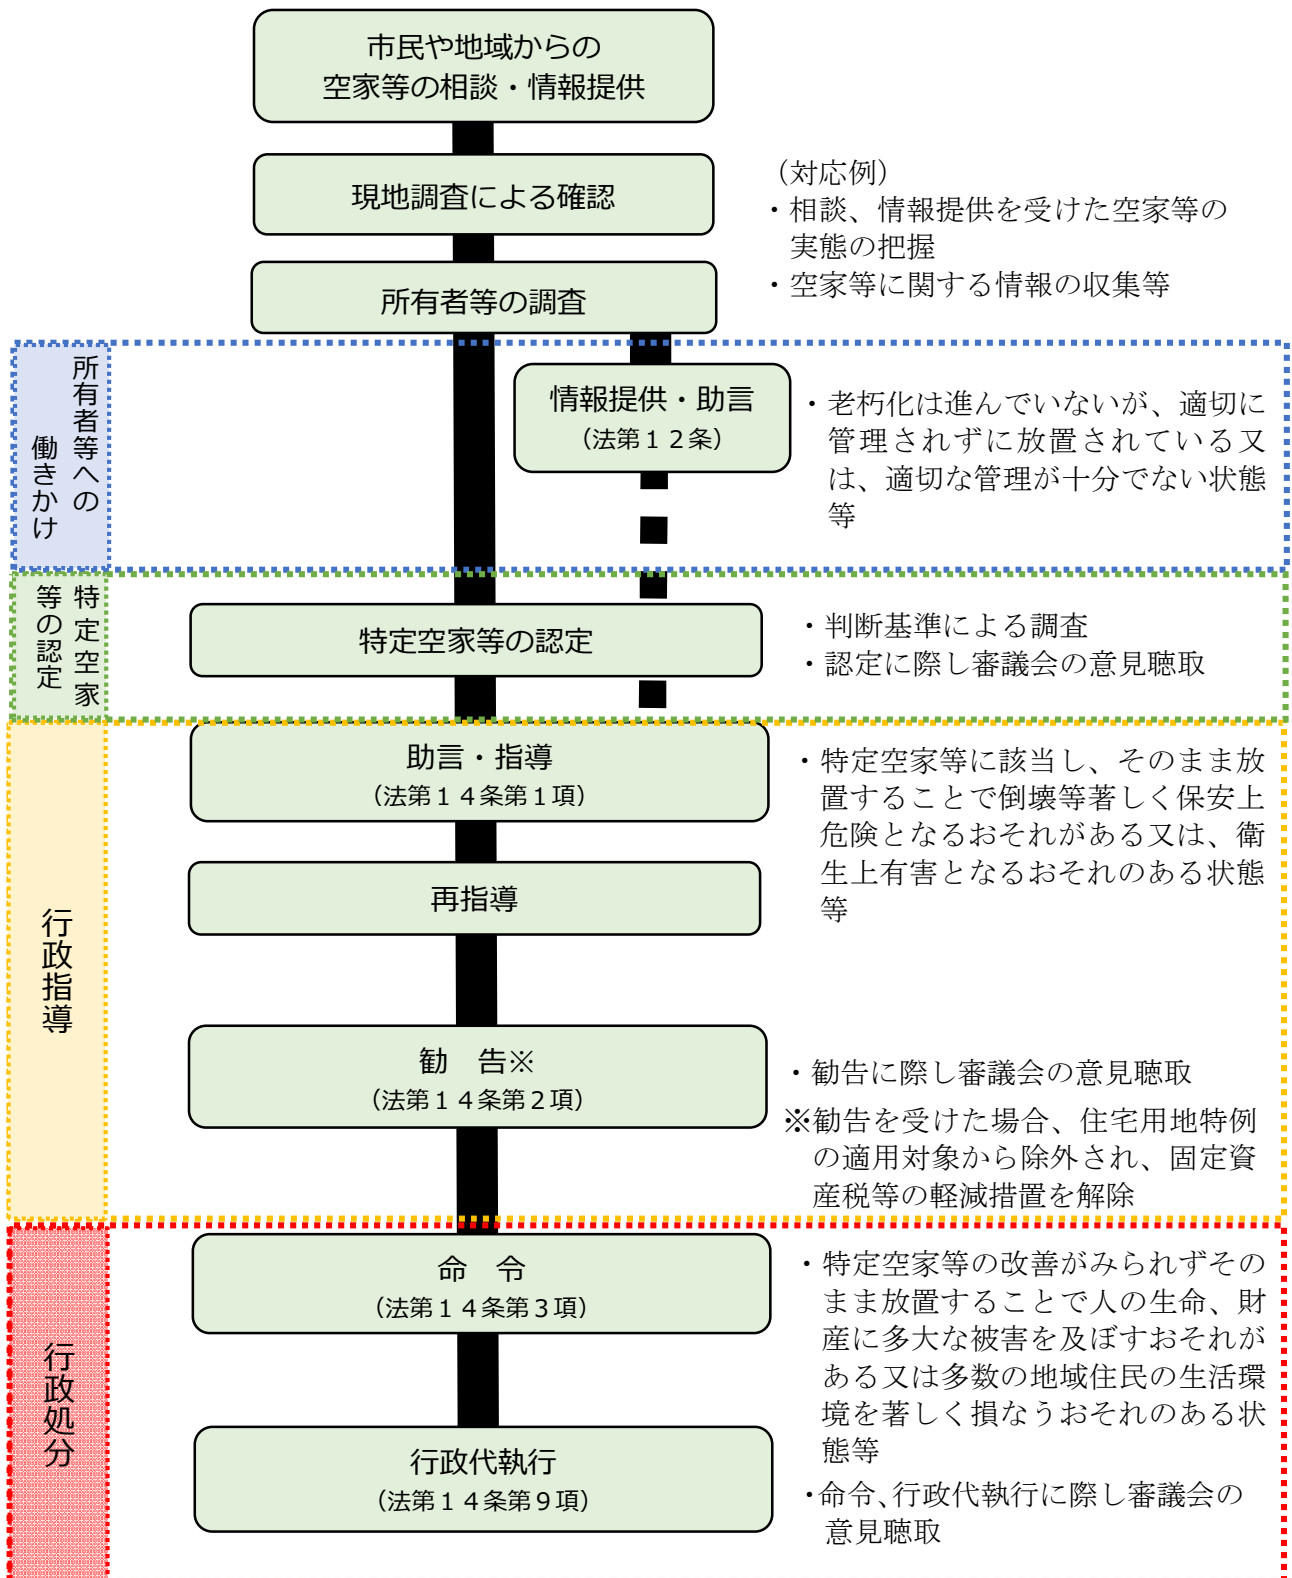 市民や地域からの
空家等の相談・情報提供
現地調査による確認
（対応例）
・相談、情報提供を受けた空家等の
実態の把握
・空家等に関する情報の収集等
所有者等の調査
所有者等への
働きかけ
情報提供・助言
（法第１２条）
・老朽化は進んでいないが、適切に
管理されずに放置されている又
は、適切な管理が十分でない状態
等
特定空家
等の認定
特定空家等の認定
・判断基準による調査
・認定に際し審議会の意見聴取
行政指導
助言・指導
（法第１４条第１項）
・特定空家等に該当し、そのまま放
置することで倒壊等著しく保安上
危険となるおそれがある又は、衛
生上有害となるおそれのある状態
等
再指導
勧　告※
（法第１４条第２項）
・勧告に際し審議会の意見聴取
※勧告を受けた場合、住宅用地特例
の適用対象から除外され、固定資
産税等の軽減措置を解除
行政処分
命　令
（法第１４条第３項）
・特定空家等の改善がみられずその
まま放置することで人の生命、財
産に多大な被害を及ぼすおそれが
ある又は多数の地域住民の生活環
境を著しく損なうおそれのある状
態等
行政代執行
（法第１４条第９項）
・命令、行政代執行に際し審議会の
意見聴取